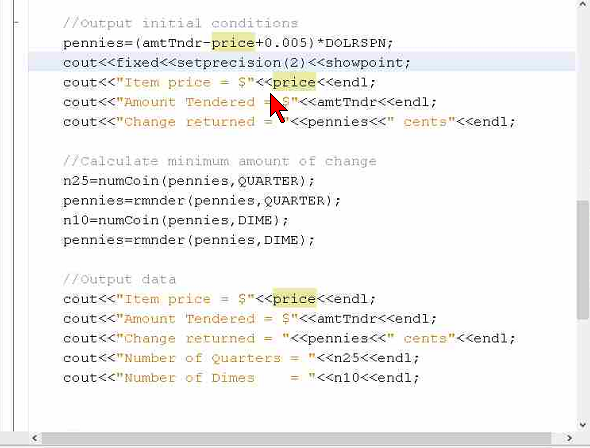 //Output initial conditions
pennies=(amtTndr-price+0.005)*DOLRSPN;
cout<<fixed<<setprecision(2)<<showpoint;
cout<<"Item price = $"<<price<<endl;
cout<<"Amount Tendered = $"<<amtTndr<<endl;
cout<<"Change returned = "<<pennies<<" cents"<<endl;
//Calculate minimum amount of change
n25=numCoin(pennies,QUARTER);
pennies=rmnder(pennies,QUARTER);
n10=numCoin(pennies,DIME);
pennies=rmnder(pennies,DIME);
//Output data
cout<<"Item price = $"<<price<<endl;
cout<<"Amount Tendered = $"<<amtTndr<<endl;
cout<<"Change returned = "<<pennies<<" cents"<<endl;
cout<<"Number of Quarters = "<<n25<<endl;
cout<<"Number of Dimes    = "<<n10<<endl;